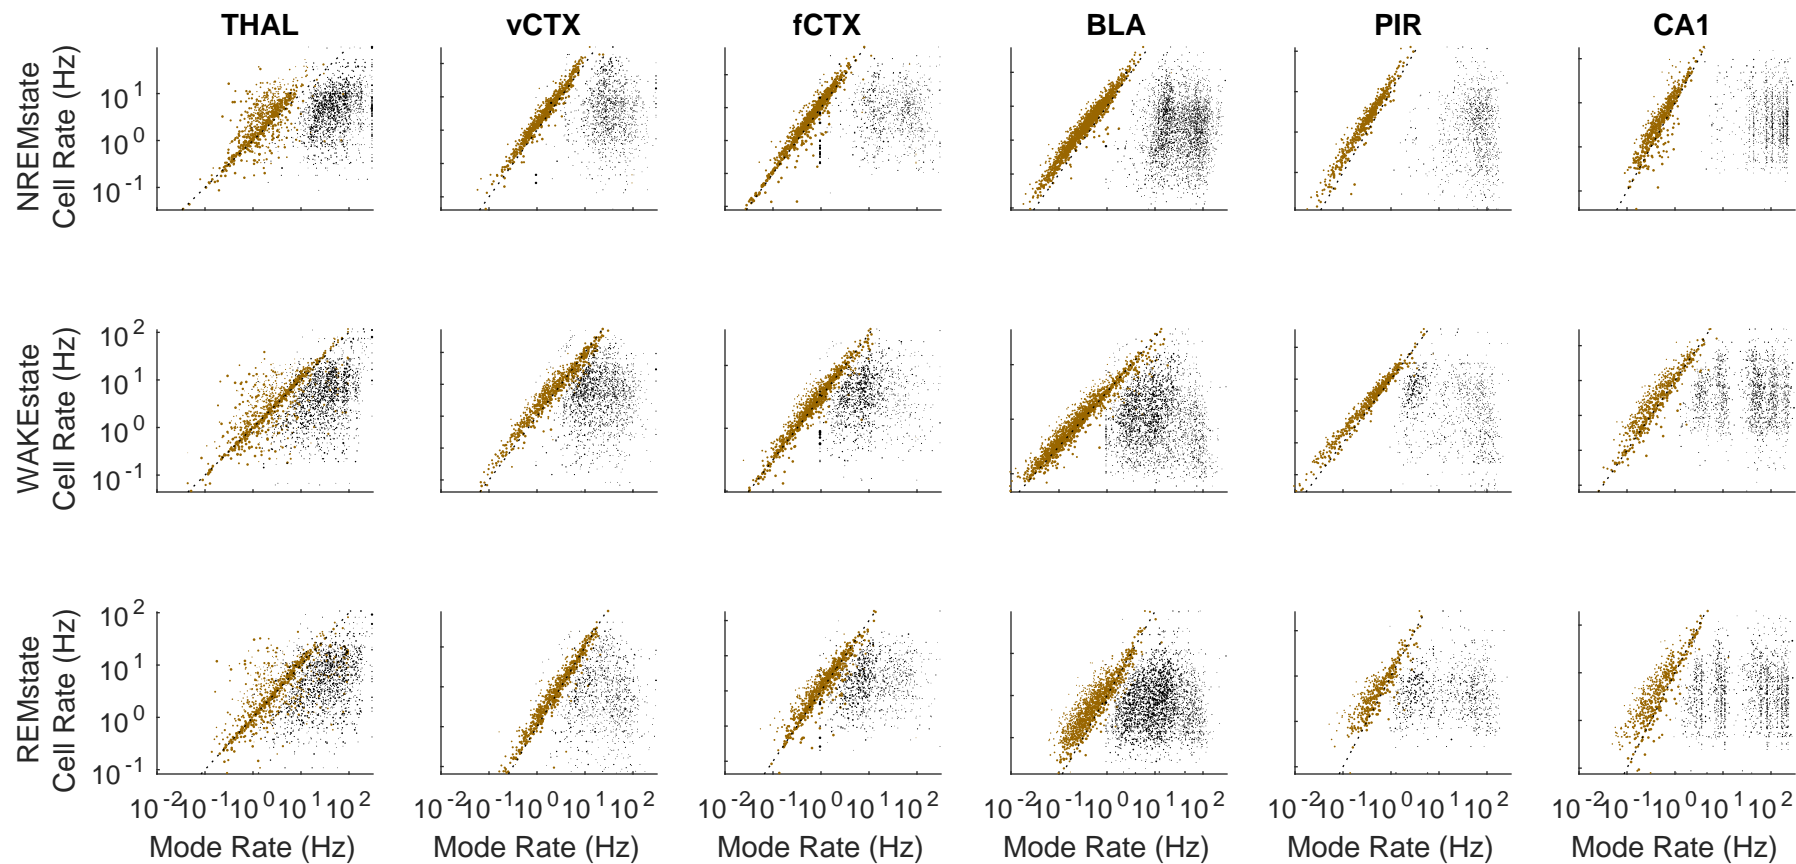 THAL vCTX fCTX BLA PIR CA1
NREMstate
Cell Rate (Hz)
10^1
10^0
10^-1
WAKEstate
Cell Rate (Hz)
10^2
10^1
10^0
10^-1
REMstate
Cell Rate (Hz)
10^2
10^1
10^0
10^-1
10^-2 10^-1 10^0 10^1 10^2 10^-2 10^-1 10^0 10^1 10^2 10^-2 10^-1 10^0 10^1 10^2 10^-2 10^-1 10^0 10^1 10^2 10^-2 10^-1 10^0 10^1 10^2 10^-2 10^-1 10^0 10^1 10^2
Mode Rate (Hz) Mode Rate (Hz) Mode Rate (Hz) Mode Rate (Hz) Mode Rate (Hz) Mode Rate (Hz)